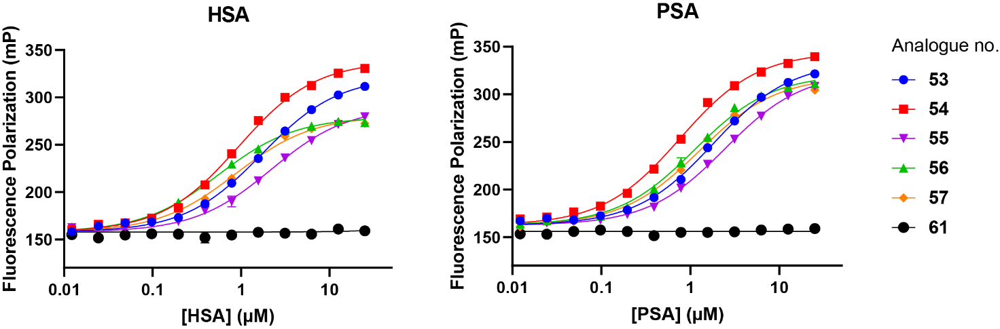 HSA
Fluorescence Polarization (mP)
350
300
250
200
150
0.01 0.1 1 10
[HSA] (µM)
PSA
Fluorescence Polarization (mP)
350
300
250
200
150
0.01 0.1 1 10
[PSA] (µM)
Analogue no.
53
54
55
56
57
61